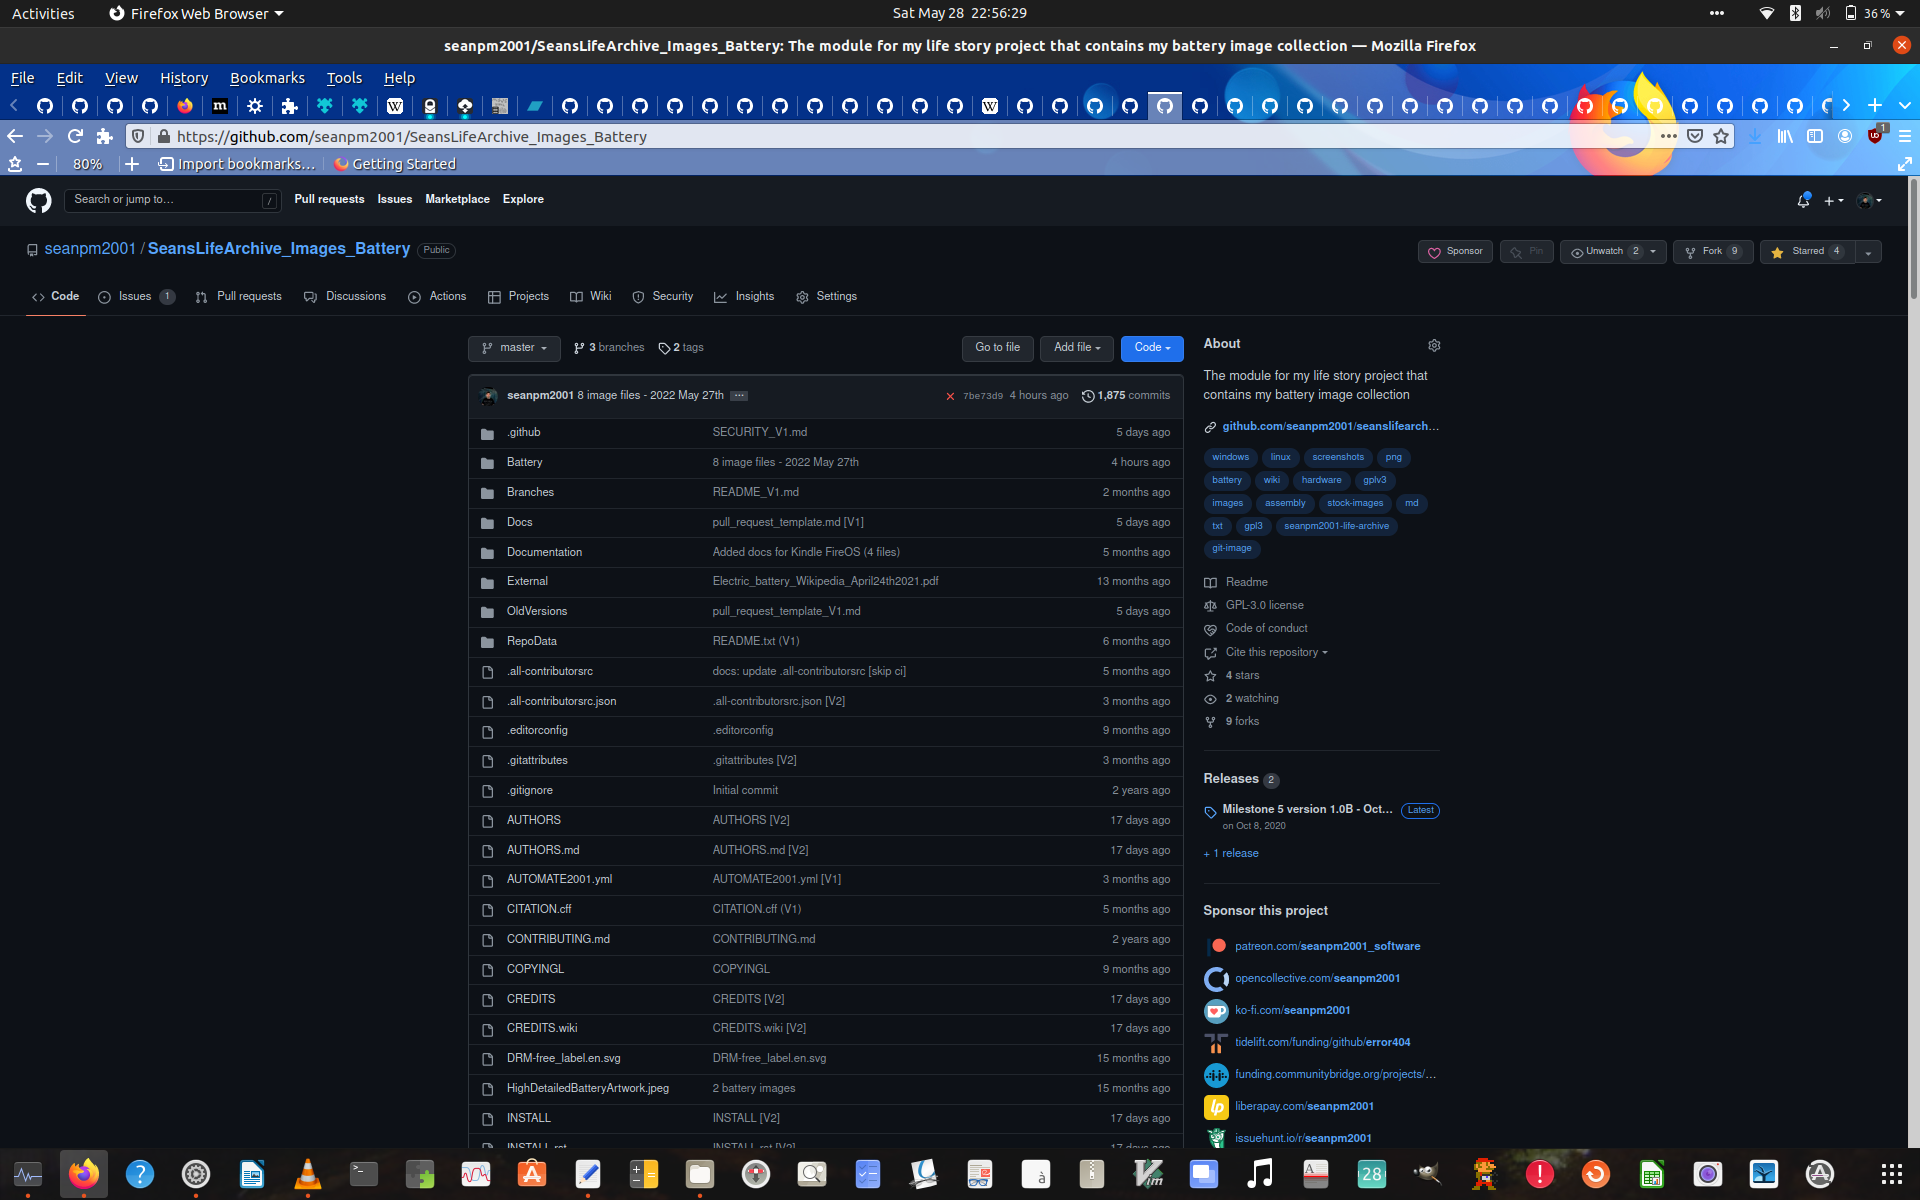 Activities Firefox Web Browser Sat May 28 22:56:29 36 %
seanpm2001/SeansLifeArchive_Images_Battery: The module for my life story project that contains my battery image collection — Mozilla Firefox
File Edit View History Bookmarks Tools Help
https://github.com/seanpm2001/SeansLifeArchive_Images_Battery 1
80% Import bookmarks... Getting Started
Search or jump to... / Pull requests Issues Marketplace Explore
seanpm2001 / SeansLifeArchive_Images_Battery Public Sponsor Pin Unwatch 2 Fork 9 Starred 4
Code Issues 1 Pull requests Discussions Actions Projects Wiki Security Insights Settings
master 3 branches 2 tags Go to file Add file Code
seanpm2001 8 image files - 2022 May 27th ... 7be73d9 4 hours ago 1,875 commits
.github SECURITY_V1.md 5 days ago
Battery 8 image files - 2022 May 27th 4 hours ago
Branches README_V1.md 2 months ago
Docs pull_request_template.md [V1] 5 days ago
Documentation Added docs for Kindle FireOS (4 files) 5 months ago
External Electric_battery_Wikipedia_April24th2021.pdf 13 months ago
OldVersions pull_request_template_V1.md 5 days ago
RepoData README.txt (V1) 6 months ago
.all-contributorsrc docs: update .all-contributorsrc [skip ci] 5 months ago
.all-contributorsrc.json .all-contributorsrc.json [V2] 3 months ago
.editorconfig .editorconfig 9 months ago
.gitattributes .gitattributes [V2] 3 months ago
.gitignore Initial commit 2 years ago
AUTHORS AUTHORS [V2] 17 days ago
AUTHORS.md AUTHORS.md [V2] 17 days ago
AUTOMATE2001.yml AUTOMATE2001.yml [V1] 3 months ago
CITATION.cff CITATION.cff (V1) 5 months ago
CONTRIBUTING.md CONTRIBUTING.md 2 years ago
COPYINGL COPYINGL 9 months ago
CREDITS CREDITS [V2] 17 days ago
CREDITS.wiki CREDITS.wiki [V2] 17 days ago
DRM-free_label.en.svg DRM-free_label.en.svg 15 months ago
HighDetailedBatteryArtwork.jpeg 2 battery images 15 months ago
INSTALL INSTALL [V2] 17 days ago
INSTALL.rst INSTALL.rst [V2] 17 days ago
About
The module for my life story project that
contains my battery image collection
github.com/seanpm2001/seanslifearch...
windows linux screenshots png
battery wiki hardware gplv3
images assembly stock-images md
txt gpl3 seanpm2001-life-archive
git-image
Readme
GPL-3.0 license
Code of conduct
Cite this repository
4 stars
2 watching
9 forks
Releases 2
Milestone 5 version 1.0B - Oct... Latest
on Oct 8, 2020
+ 1 release
Sponsor this project
patreon.com/seanpm2001_software
opencollective.com/seanpm2001
ko-fi.com/seanpm2001
tidelift.com/funding/github/error404
funding.communitybridge.org/projects/...
liberapay.com/seanpm2001
issuehunt.io/r/seanpm2001
28